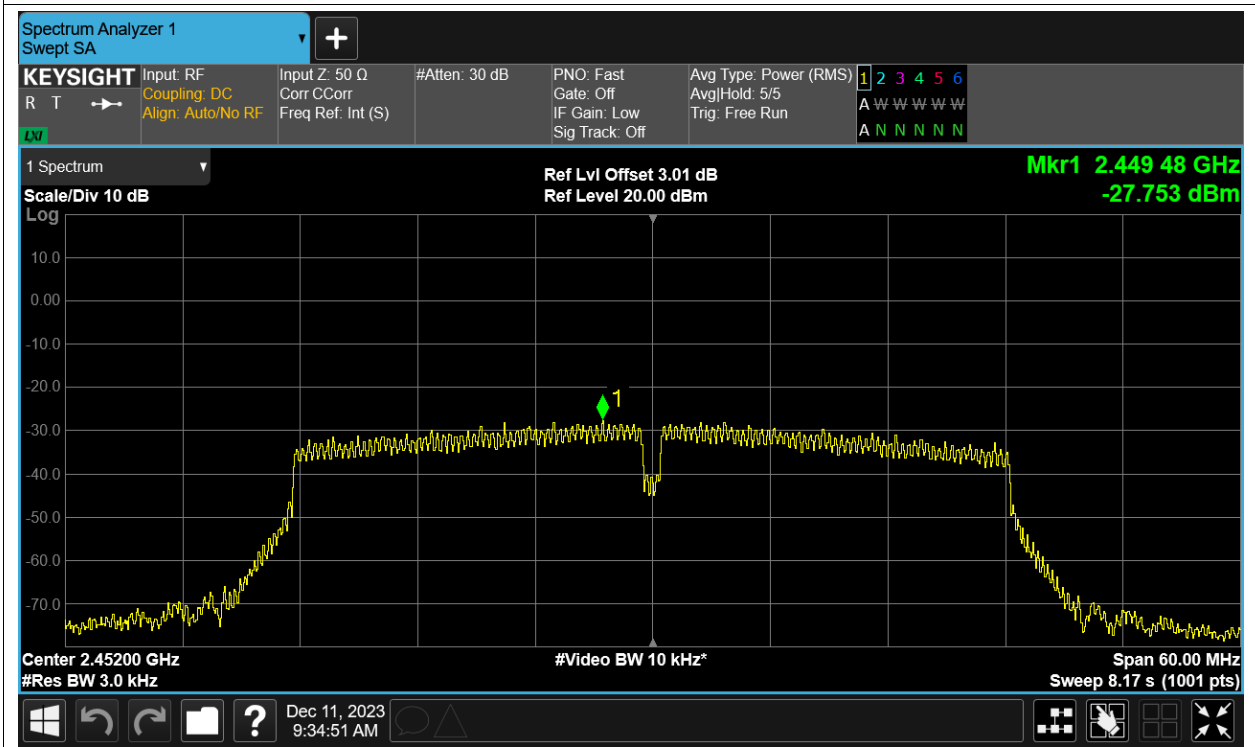 Spectrum Analyzer 1
Swept SA
+
KEYSIGHT
R T
LXI
Input: RF
Coupling: DC
Align: Auto/No RF
Input Z: 50 Ω
Corr CCorr
Freq Ref: Int (S)
#Atten: 30 dB
PNO: Fast
Gate: Off
IF Gain: Low
Sig Track: Off
Avg Type: Power (RMS)
Avg|Hold: 5/5
Trig: Free Run
1 2 3 4 5 6
A W W W W W
A N N N N N
1 Spectrum
Scale/Div 10 dB
Log
Ref Lvl Offset 3.01 dB
Ref Level 20.00 dBm
Mkr1 2.449 48 GHz
-27.753 dBm
10.0
0.00
-10.0
-20.0
1
-30.0
-40.0
-50.0
-60.0
-70.0
Center 2.45200 GHz
#Res BW 3.0 kHz
#Video BW 10 kHz*
Span 60.00 MHz
Sweep 8.17 s (1001 pts)
?
Dec 11, 2023
9:34:51 AM